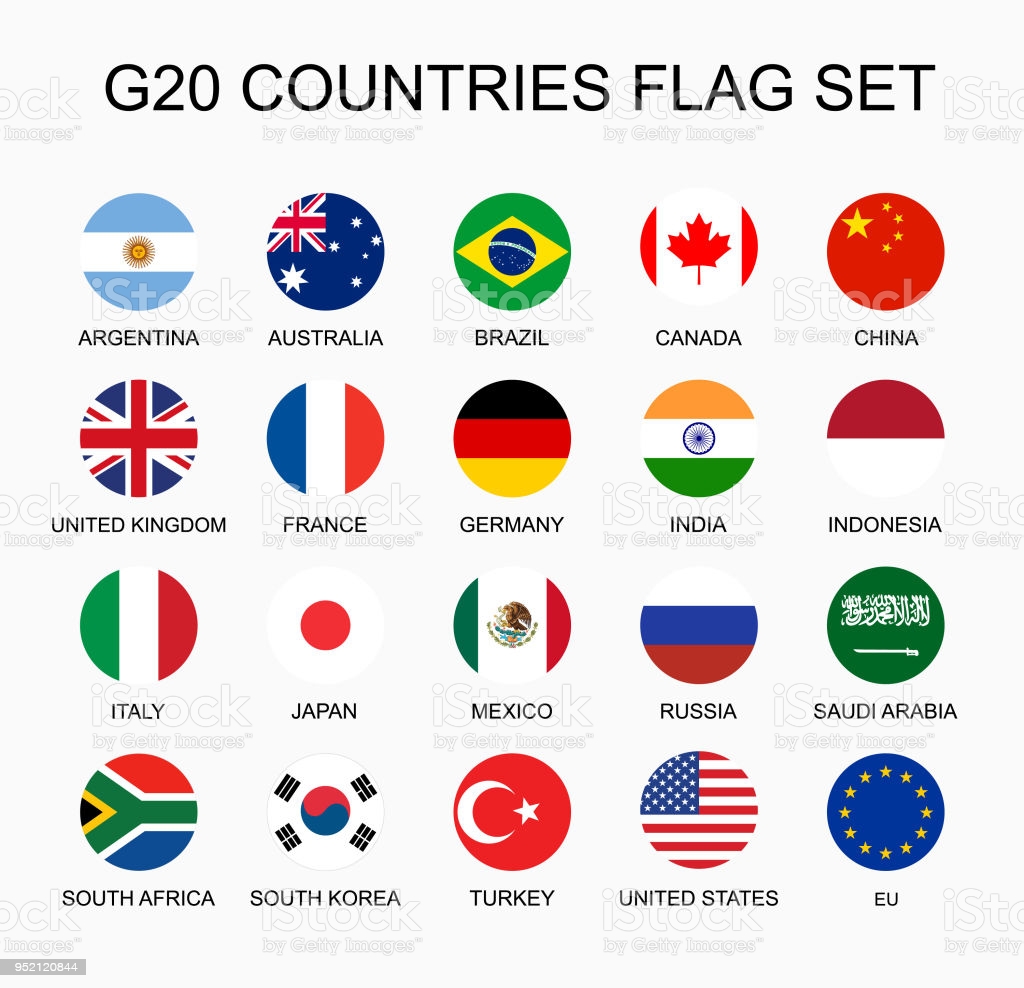 G20 COUNTRIES FLAG SET
ARGENTINA AUSTRALIA BRAZIL CANADA CHINA
UNITED KINGDOM FRANCE GERMANY INDIA INDONESIA
ITALY JAPAN MEXICO RUSSIA SAUDI ARABIA
SOUTH AFRICA SOUTH KOREA TURKEY UNITED STATES EU
iStock
by Getty Images™
952120844